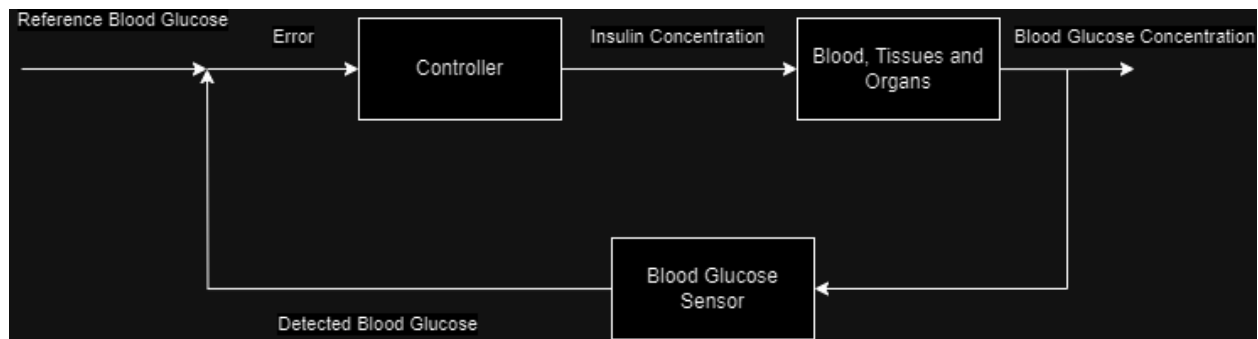 Reference Blood Glucose
Error
Controller
Insulin Concentration
Blood, Tissues and
Organs
Blood Glucose Concentration
Blood Glucose
Sensor
Detected Blood Glucose